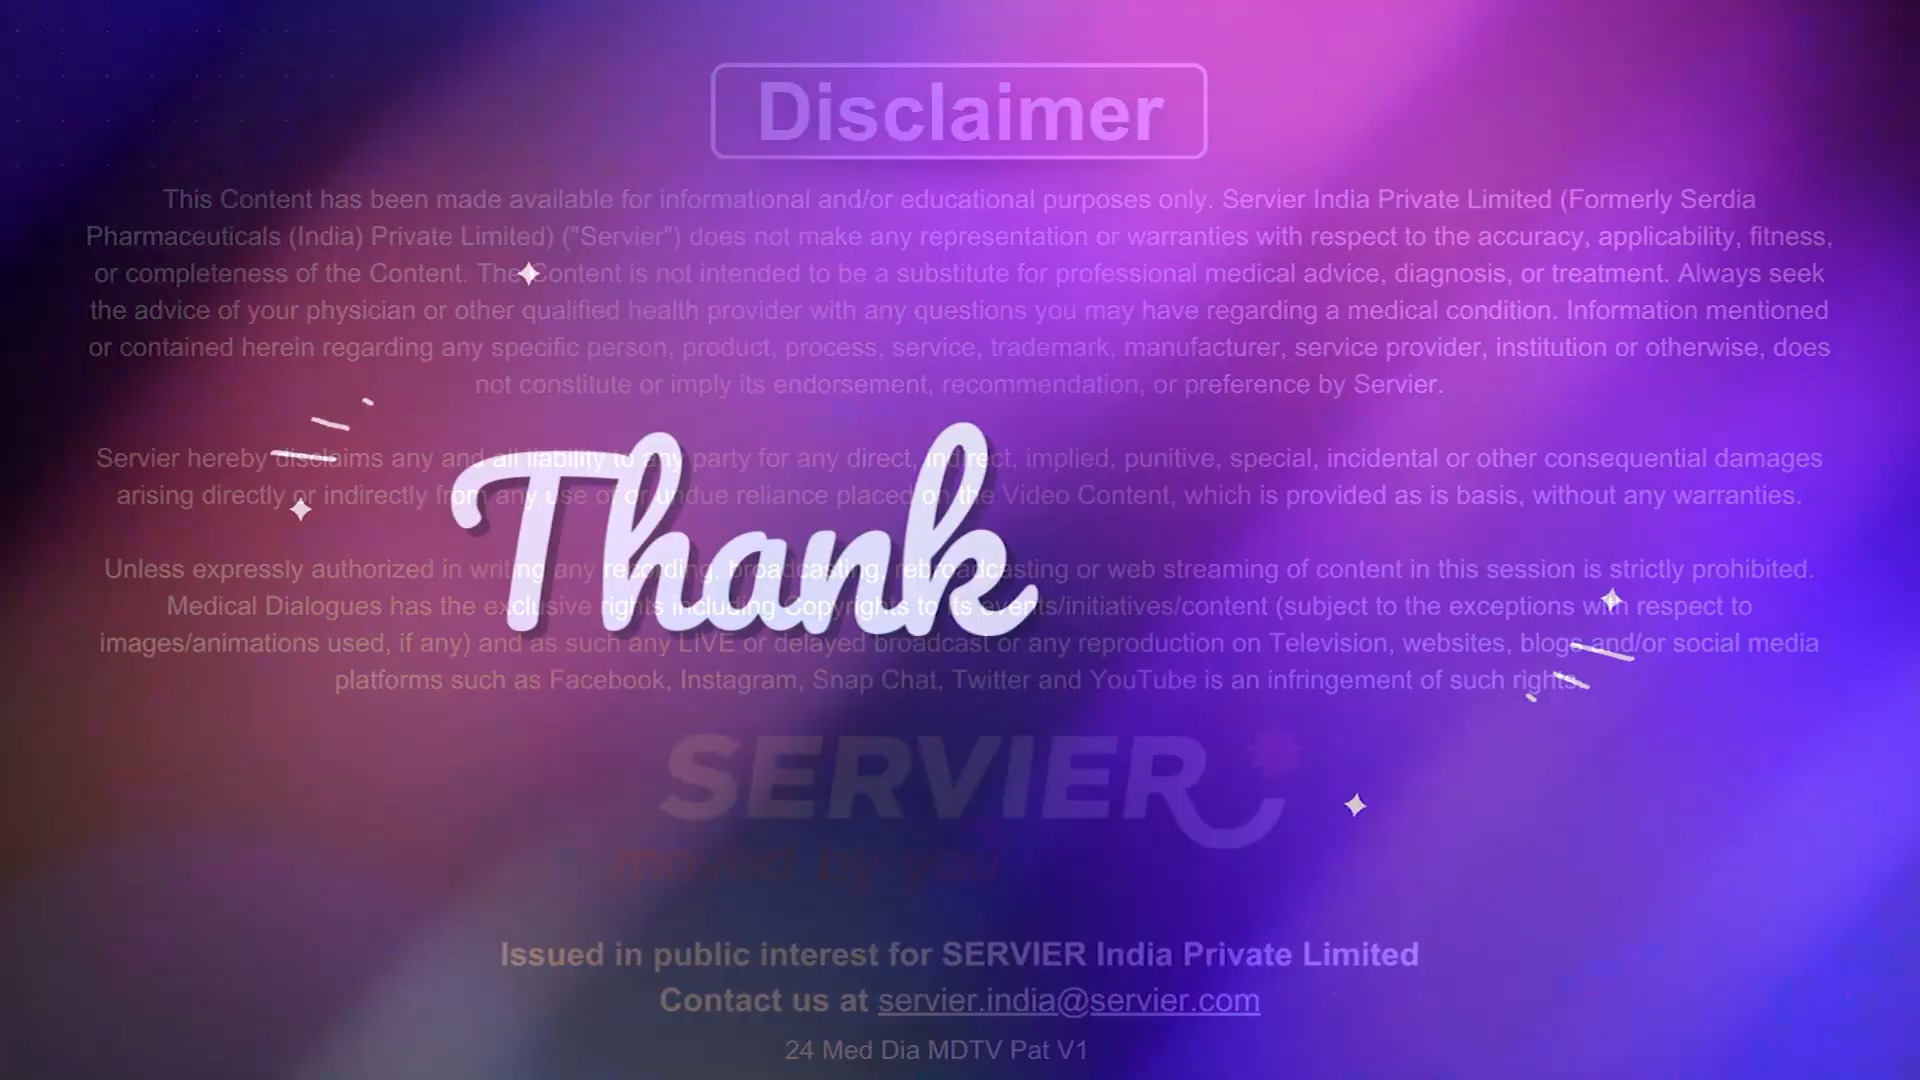 Disclaimer
This Content has been made available for informational and/or educational purposes only. Servier India Private Limited (Formerly Serdia
Pharmaceuticals (India) Private Limited) ("Servier") does not make any representation or warranties with respect to the accuracy, applicability, fitness,
or completeness of the Content. The Content is not intended to be a substitute for professional medical advice, diagnosis, or treatment. Always seek
the advice of your physician or other qualified health provider with any questions you may have regarding a medical condition. Information mentioned
or contained herein regarding any specific person, product, process, service, trademark, manufacturer, service provider, institution or otherwise, does
not constitute or imply its endorsement, recommendation, or preference by Servier.
Servier hereby disclaims any and all liability to any party for any direct, indirect, implied, punitive, special, incidental or other consequential damages
arising directly or indirectly from any use of or undue reliance placed on the Video Content, which is provided as is basis, without any warranties.
Thank
Unless expressly authorized in writing any recording, broadcasting, rebroadcasting or web streaming of content in this session is strictly prohibited.
Medical Dialogues has the exclusive rights including Copyrights to its events/initiatives/content (subject to the exceptions with respect to
images/animations used, if any) and as such any LIVE or delayed broadcast or any reproduction on Television, websites, blogs and/or social media
platforms such as Facebook, Instagram, Snap Chat, Twitter and YouTube is an infringement of such rights.
SERVIER
moved by you
Issued in public interest for SERVIER India Private Limited
Contact us at servier.india@servier.com
24 Med Dia MDTV Pat V1